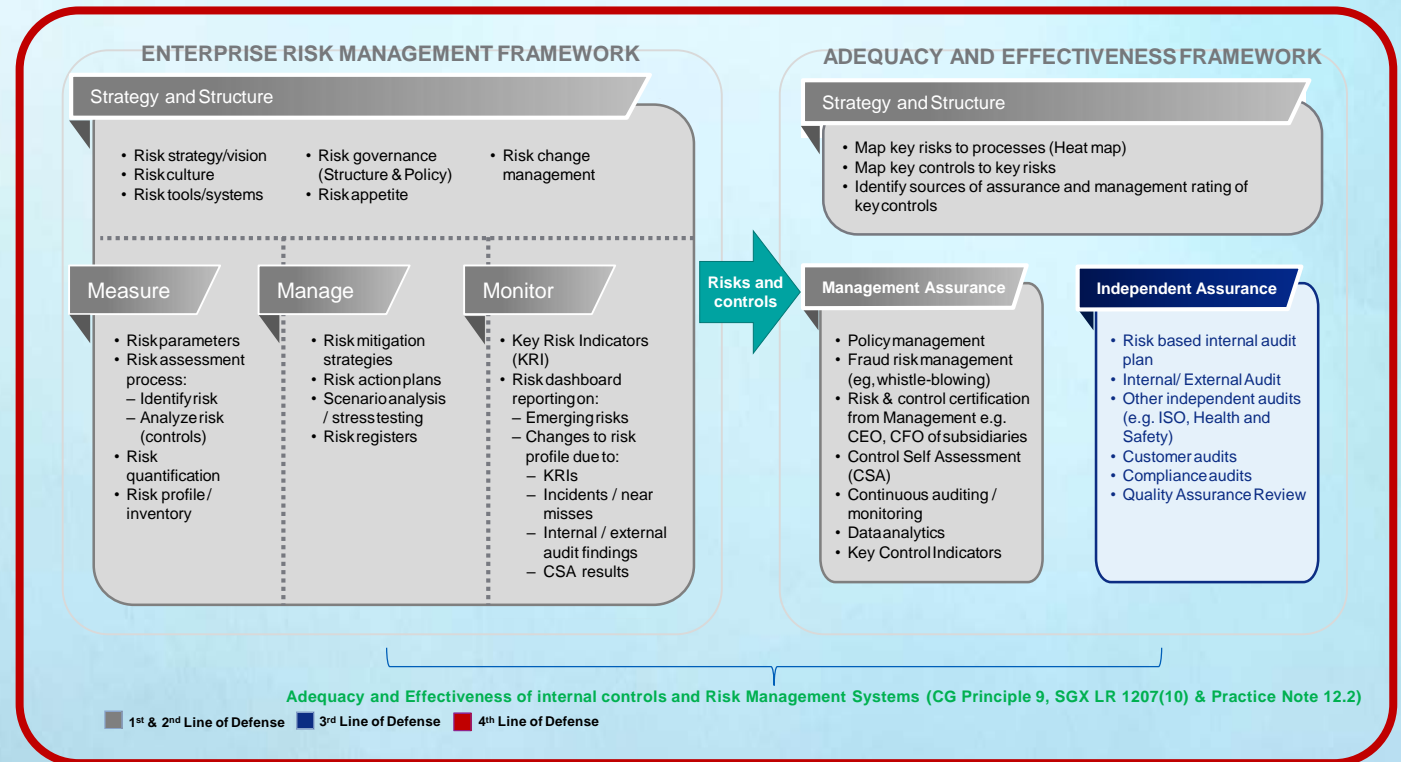 ENTERPRISE RISK MANAGEMENT FRAMEWORK
Strategy and Structure
• Risk strategy/vision
• Risk culture
• Risk tools/systems
• Risk governance
(Structure & Policy)
• Risk appetite
• Risk change
management
Measure
• Risk parameters
• Risk assessment
process:
– Identify risk
– Analyze risk
(controls)
• Risk
quantification
• Risk profile /
inventory
Manage
• Risk mitigation
strategies
• Risk action plans
• Scenario analysis
/ stress testing
• Risk registers
Monitor
• Key Risk Indicators
(KRI)
• Risk dashboard
reporting on:
– Emerging risks
– Changes to risk
profile due to:
– KRIs
– Incidents / near
misses
– Internal / external
audit findings
– CSA results
Risks and
controls
ADEQUACY AND EFFECTIVENESS FRAMEWORK
Strategy and Structure
• Map key risks to processes (Heat map)
• Map key controls to key risks
• Identify sources of assurance and management rating of
key controls
Management Assurance
• Policy management
• Fraud risk management
(eg, whistle-blowing)
• Risk & control certification
from Management e.g.
CEO, CFO of subsidiaries
• Control Self Assessment
(CSA)
• Continuous auditing /
monitoring
• Data analytics
• Key Control Indicators
Independent Assurance
• Risk based internal audit
plan
• Internal/ External Audit
• Other independent audits
(e.g. ISO, Health and
Safety)
• Customer audits
• Compliance audits
• Quality Assurance Review
Adequacy and Effectiveness of internal controls and Risk Management Systems (CG Principle 9, SGX LR 1207(10) & Practice Note 12.2)
1st & 2nd Line of Defense
3rd Line of Defense
4th Line of Defense